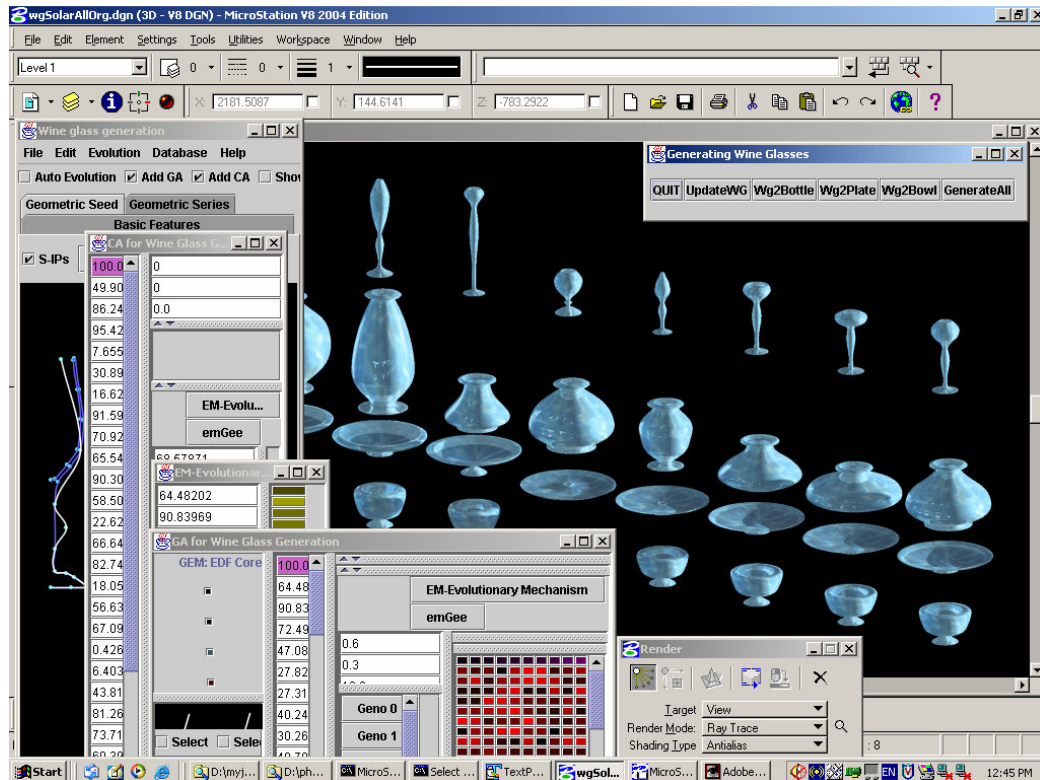 wgSolarAllOrg.dgn (3D - V8 DGN) - MicroStation V8 2004 Edition
File Edit Element Settings Tools Utilities Workspace Window Help
Level 1 0 0 1
X: 2181.5087 Y: 144.6141 Z: -783.2922
Wine glass generation
File Edit Evolution Database Help
Auto Evolution Add GA Add CA
Geometric Seed Geometric Series
Basic Features
S-IPs
Generating Wine Glasses
QUIT UpdateWG Wg2Bottle Wg2Plate Wg2Bowl GenerateAll
CA for Wine Glass G...
100.0
49.90
86.24
95.42
7.655
30.89
16.62
91.59
70.92
65.54
90.30
58.50
22.62
66.64
82.74
18.05
56.63
67.09
0.426
6.403
43.81
81.26
73.71
0
0
0.0
EM-Evolu...
emGee
68.57871
EM-Evolutionar...
64.48202
90.83969
GA for Wine Glass Generation
GEM: EDF Core
Select
100.0
64.48
90.83
72.49
47.08
27.82
27.31
40.24
30.26
EM-Evolutionary Mechanism
emGee
0.6
0.3
Geno 0
Geno 1
Render
Target View
Render Mode: Ray Trace
Shading Type Antialias
: 8
Start D:\myj... D:\ph... MicroS... Select ... TextP... wgSol... MicroS... Adobe... EN 12:45 PM